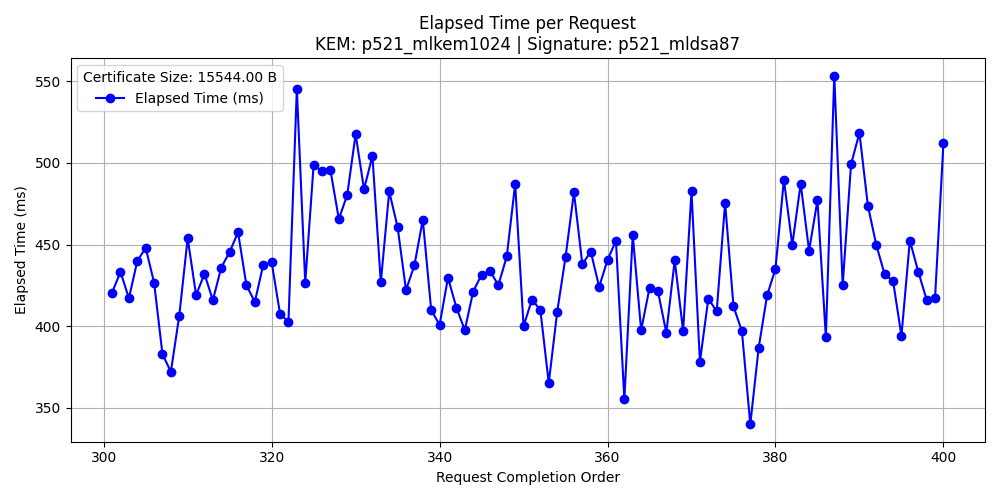 Elapsed Time per Request
KEM: p521_mlkem1024 | Signature: p521_mldsa87
Certificate Size: 15544.00 B
Elapsed Time (ms)
Elapsed Time (ms)
550
500
450
400
350
300 320 340 360 380 400
Request Completion Order